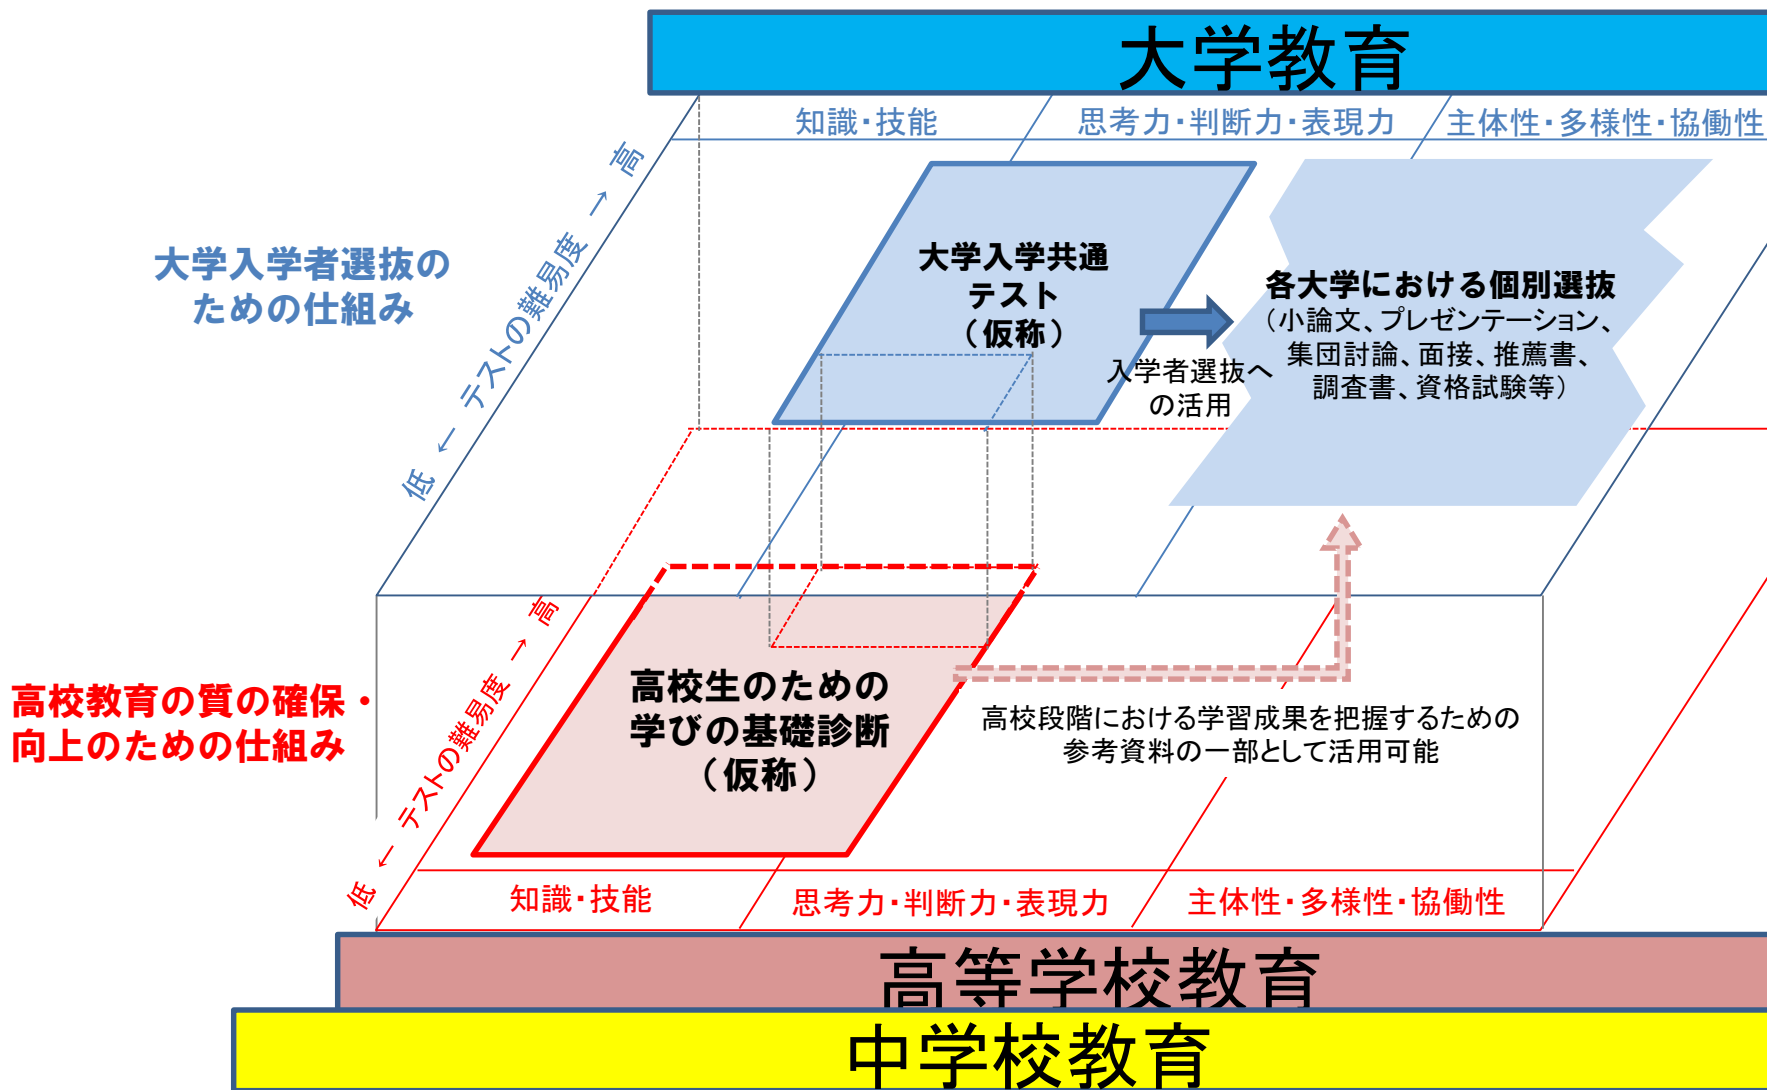 大学教育
知識・技能
思考力・判断力・表現力
主体性・多様性・協働性
低 ← テストの難易度 → 高
大学入学者選抜の
ための仕組み
大学入学共通
テスト
（仮称）
入学者選抜へ
の活用
各大学における個別選抜
（小論文、プレゼンテーション、
集団討論、面接、推薦書、
調査書、資格試験等）
高校教育の質の確保・
向上のための仕組み
低 ← テストの難易度 → 高
高校生のための
学びの基礎診断
（仮称）
高校段階における学習成果を把握するための
参考資料の一部として活用可能
知識・技能
思考力・判断力・表現力
主体性・多様性・協働性
高等学校教育
中学校教育